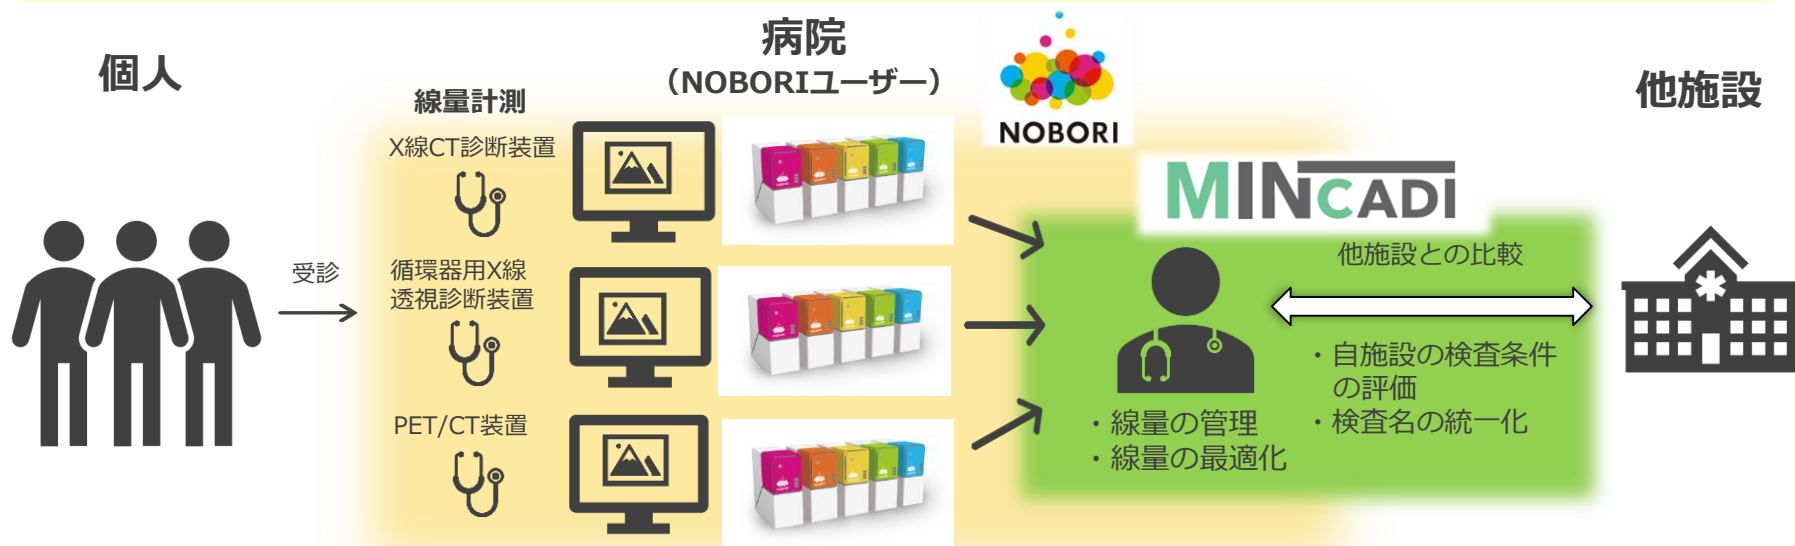 個人
受診
線量計測
X線CT診断装置
循環器用X線
透視診断装置
PET/CT装置
病院
（NOBORIユーザー）
NOBORI
MINCADI
・線量の管理
・線量の最適化
他施設との比較
・自施設の検査条件
の評価
・検査名の統一化
他施設